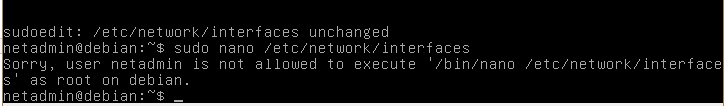 sudoedit: /etc/network/interfaces unchanged
netadmin@debian:~$ sudo nano /etc/network/interfaces
Sorry, user netadmin is not allowed to execute '/bin/nano /etc/network/interface
s' as root on debian.
netadmin@debian:~$ _